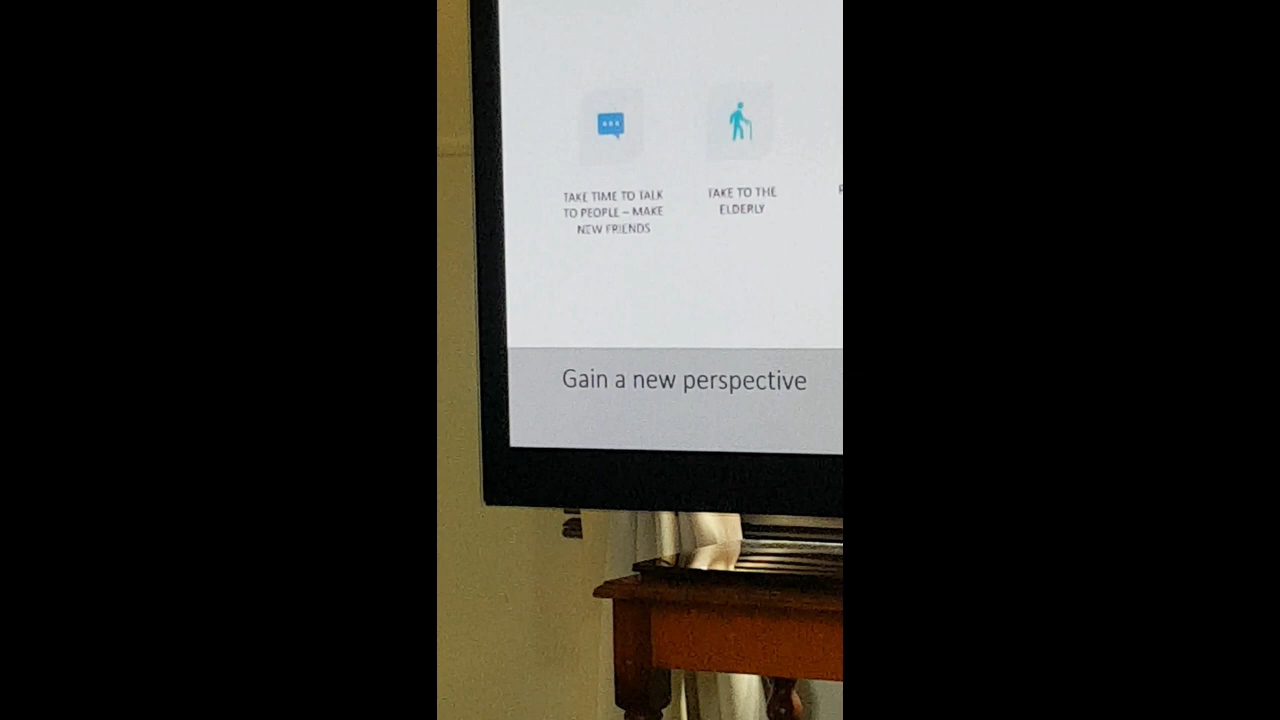 TAKE TIME TO TALK
TO PEOPLE – MAKE
NEW FRIENDS
TAKE TO THE
ELDERLY
Gain a new perspective